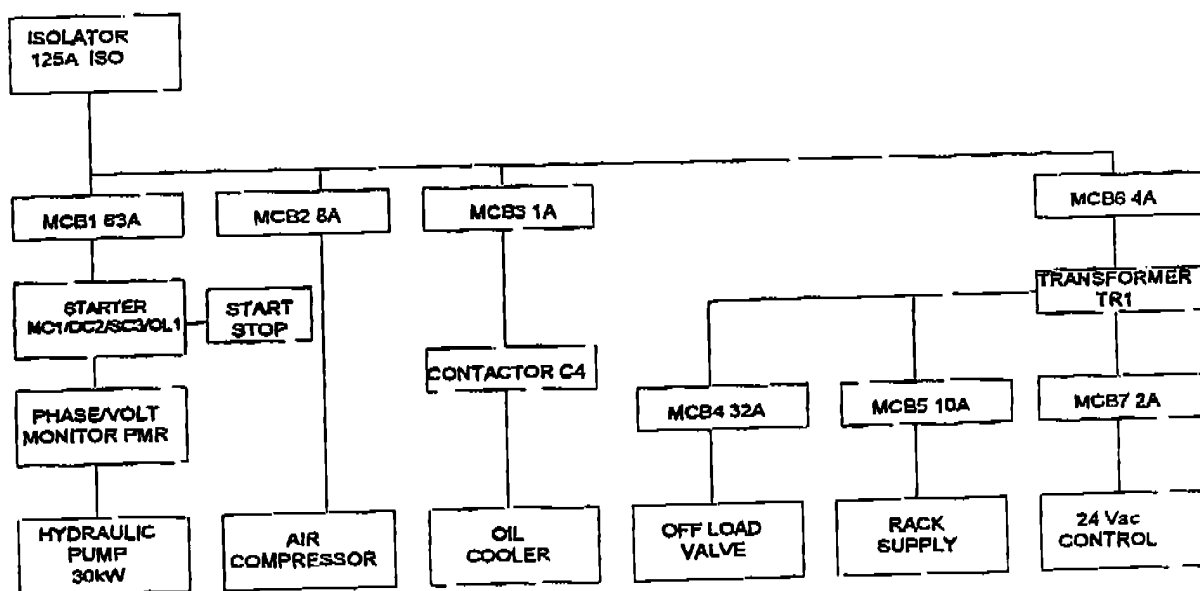 ISOLATOR
125A ISO
MCB1 63A
MCB2 6A
MCB3 1A
MCB6 4A
STARTER
MC1/DC2/SC3/OL1
START
STOP
TRANSFORMER
TR1
CONTACTOR C4
PHASE/VOLT
MONITOR PMR
MCB4 32A
MCB5 10A
MCB7 2A
HYDRAULIC
PUMP
30kW
AIR
COMPRESSOR
OIL
COOLER
OFF LOAD
VALVE
RACK
SUPPLY
24 Vac
CONTROL